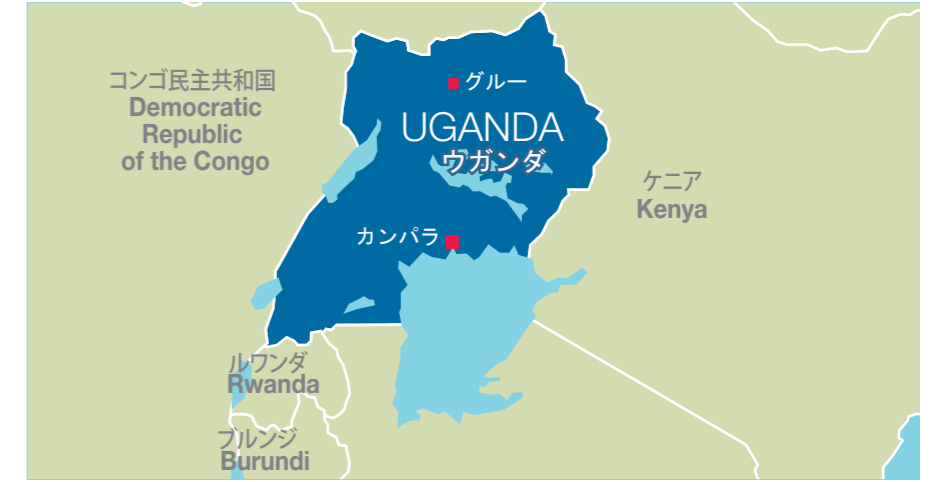 グルー
コンゴ民主共和国
Democratic
Republic
of the Congo
UGANDA
ウガンダ
ケニア
Kenya
カンパラ
ルワンダ
Rwanda
ブルンジ
Burundi